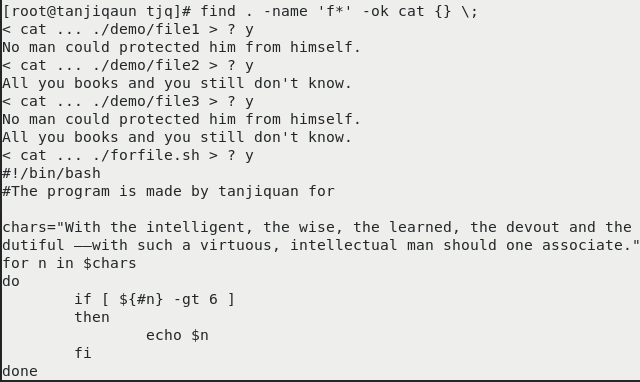 [root@tanjiqaun tjq]# find . -name 'f*' -ok cat {} \;
< cat ... ./demo/file1 > ? y
No man could protected him from himself.
< cat ... ./demo/file2 > ? y
All you books and you still don't know.
< cat ... ./demo/file3 > ? y
No man could protected him from himself.
All you books and you still don't know.
< cat ... ./forfile.sh > ? y
#!/bin/bash
#The program is made by tanjiquan for

chars="With the intelligent, the wise, the learned, the devout and the
dutiful ——with such a virtuous, intellectual man should one associate."
for n in $chars
do
        if [ ${#n} -gt 6 ]
        then
                echo $n
        fi
done